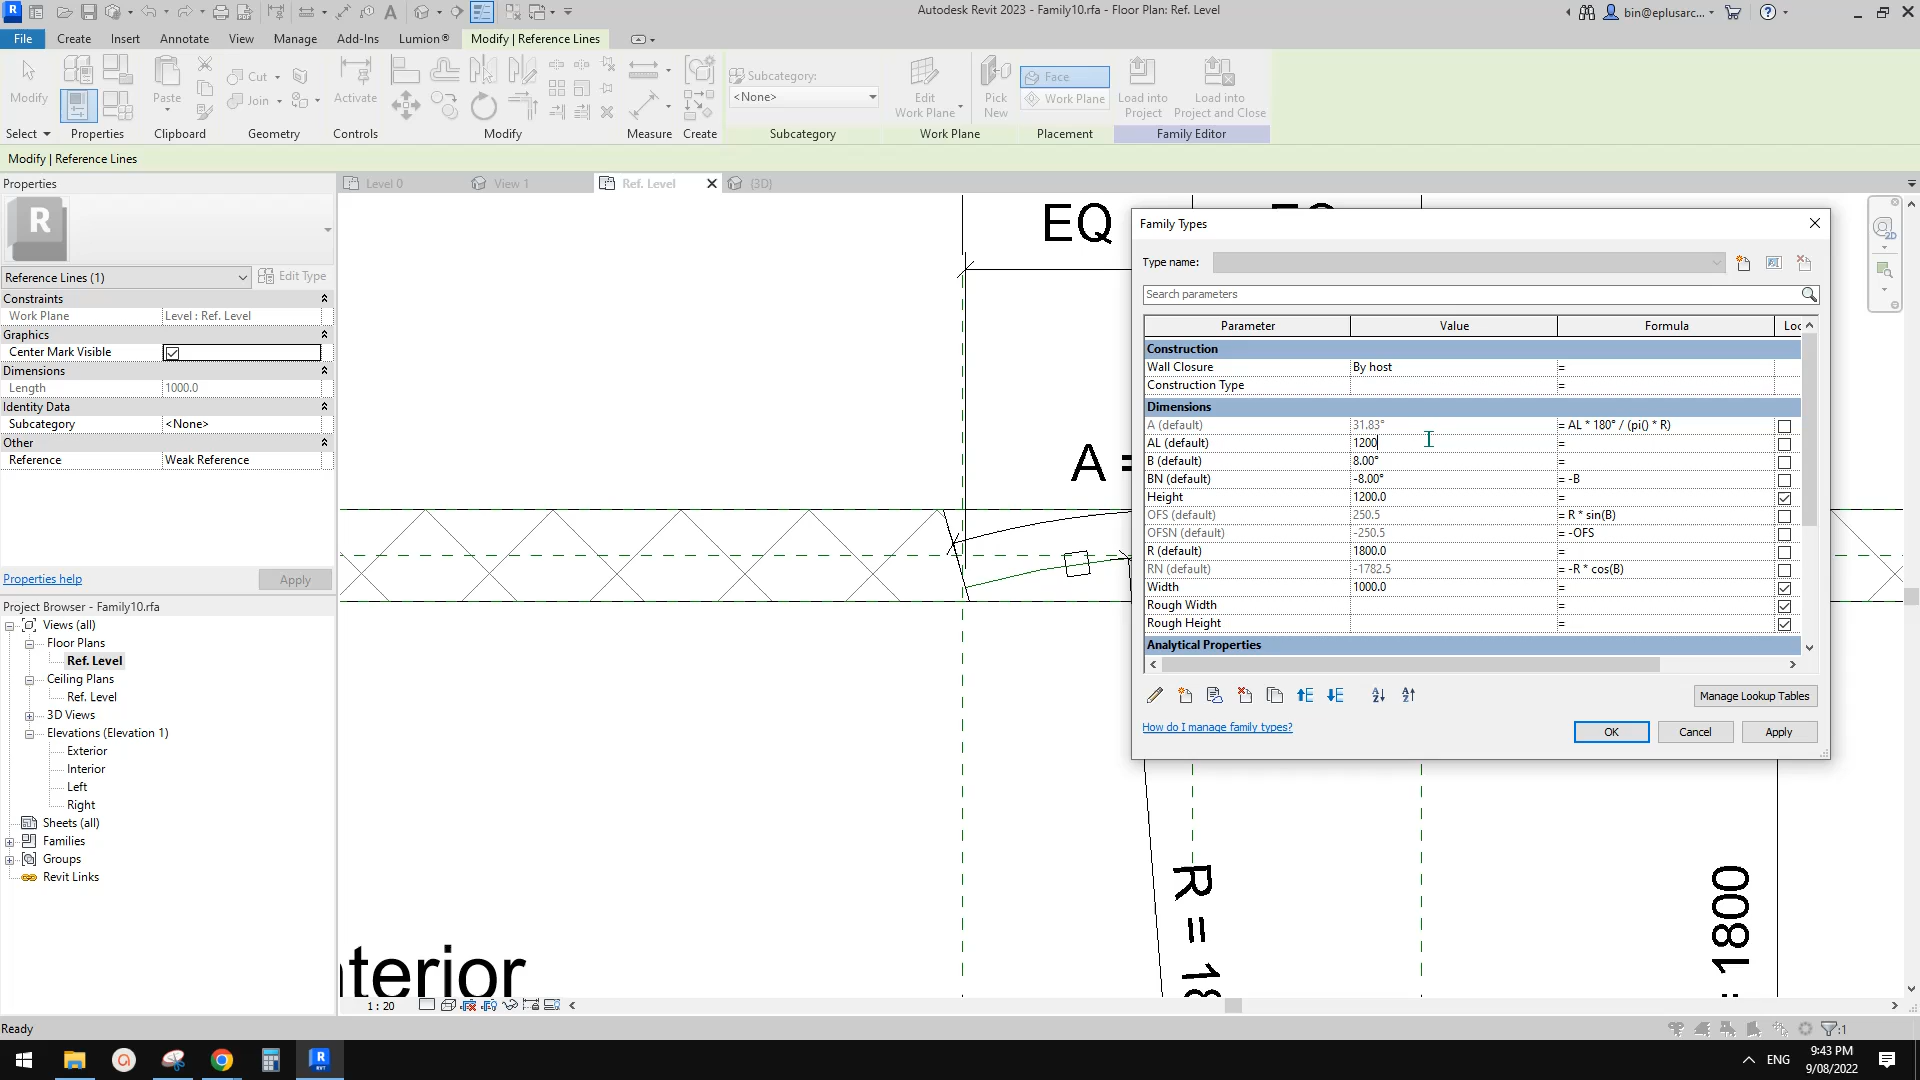 Autodesk Revit 2023 - Family10.rfa - Floor Plan: Ref. Level
bin@eplusarc...
File
Create
Insert
Annotate
View
Manage
Add-Ins
Lumion®
Modify | Reference Lines
Modify
Paste
Cut
Join
Activate
Subcategory:
<None>
Edit
Work Plane
Pick
New
Face
Work Plane
Load into
Project
Load into
Project and Close
Select
Properties
Clipboard
Geometry
Controls
Modify
Measure
Create
Subcategory
Work Plane
Placement
Family Editor
Modify | Reference Lines
Properties
Level 0
View 1
Ref. Level
{3D}
R
Reference Lines (1)
Edit Type
Constraints
Work Plane
Level : Ref. Level
Graphics
Center Mark Visible
Dimensions
Length
1000.0
Identity Data
Subcategory
<None>
Other
Reference
Weak Reference
Properties help
Apply
Project Browser - Family10.rfa
Views (all)
Floor Plans
Ref. Level
Ceiling Plans
Ref. Level
3D Views
Elevations (Elevation 1)
Exterior
Interior
Left
Right
Sheets (all)
Families
Groups
Revit Links
EQ
A =
R = 18
= 1800
nterior
2D
Family Types
Type name:
Search parameters
Parameter Value Formula Loc
Construction
Wall Closure By host =
Construction Type =
Dimensions
A (default) 31.83° = AL * 180° / (pi() * R)
AL (default) 1200 =
B (default) 8.00° =
BN (default) -8.00° = -B
Height 1200.0 =
OFS (default) 250.5 = R * sin(B)
OFSN (default) -250.5 = -OFS
R (default) 1800.0 =
RN (default) -1782.5 = -R * cos(B)
Width 1000.0 =
Rough Width =
Rough Height =
Analytical Properties
Manage Lookup Tables
How do I manage family types?
OK
Cancel
Apply
1 : 20
Ready
:1
ENG
9:43 PM
9/08/2022